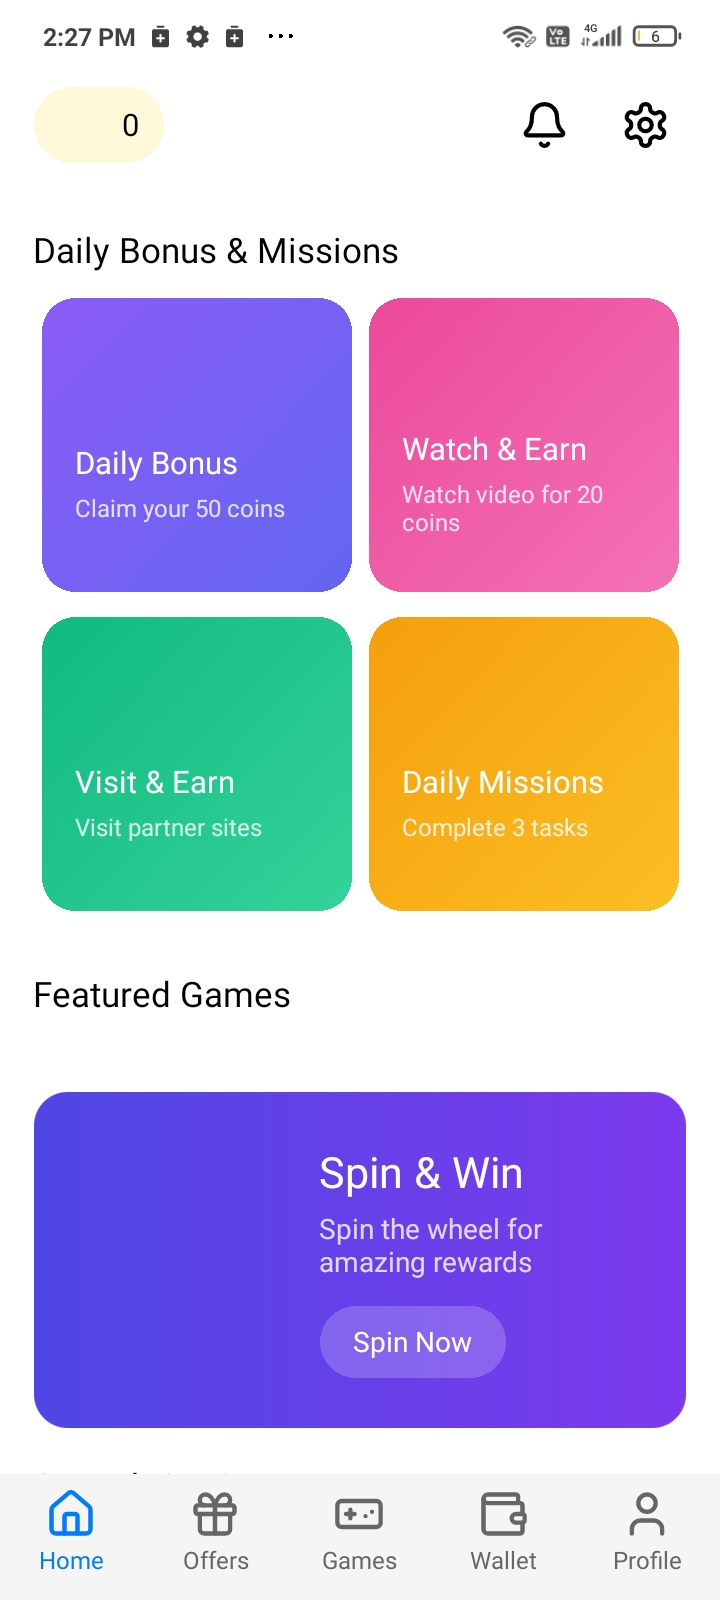 2:27 PM
Vo LTE
4G
6
0
Daily Bonus & Missions
Daily Bonus
Claim your 50 coins
Watch & Earn
Watch video for 20
coins
Visit & Earn
Visit partner sites
Daily Missions
Complete 3 tasks
Featured Games
Spin & Win
Spin the wheel for
amazing rewards
Spin Now
Home
Offers
Games
Wallet
Profile